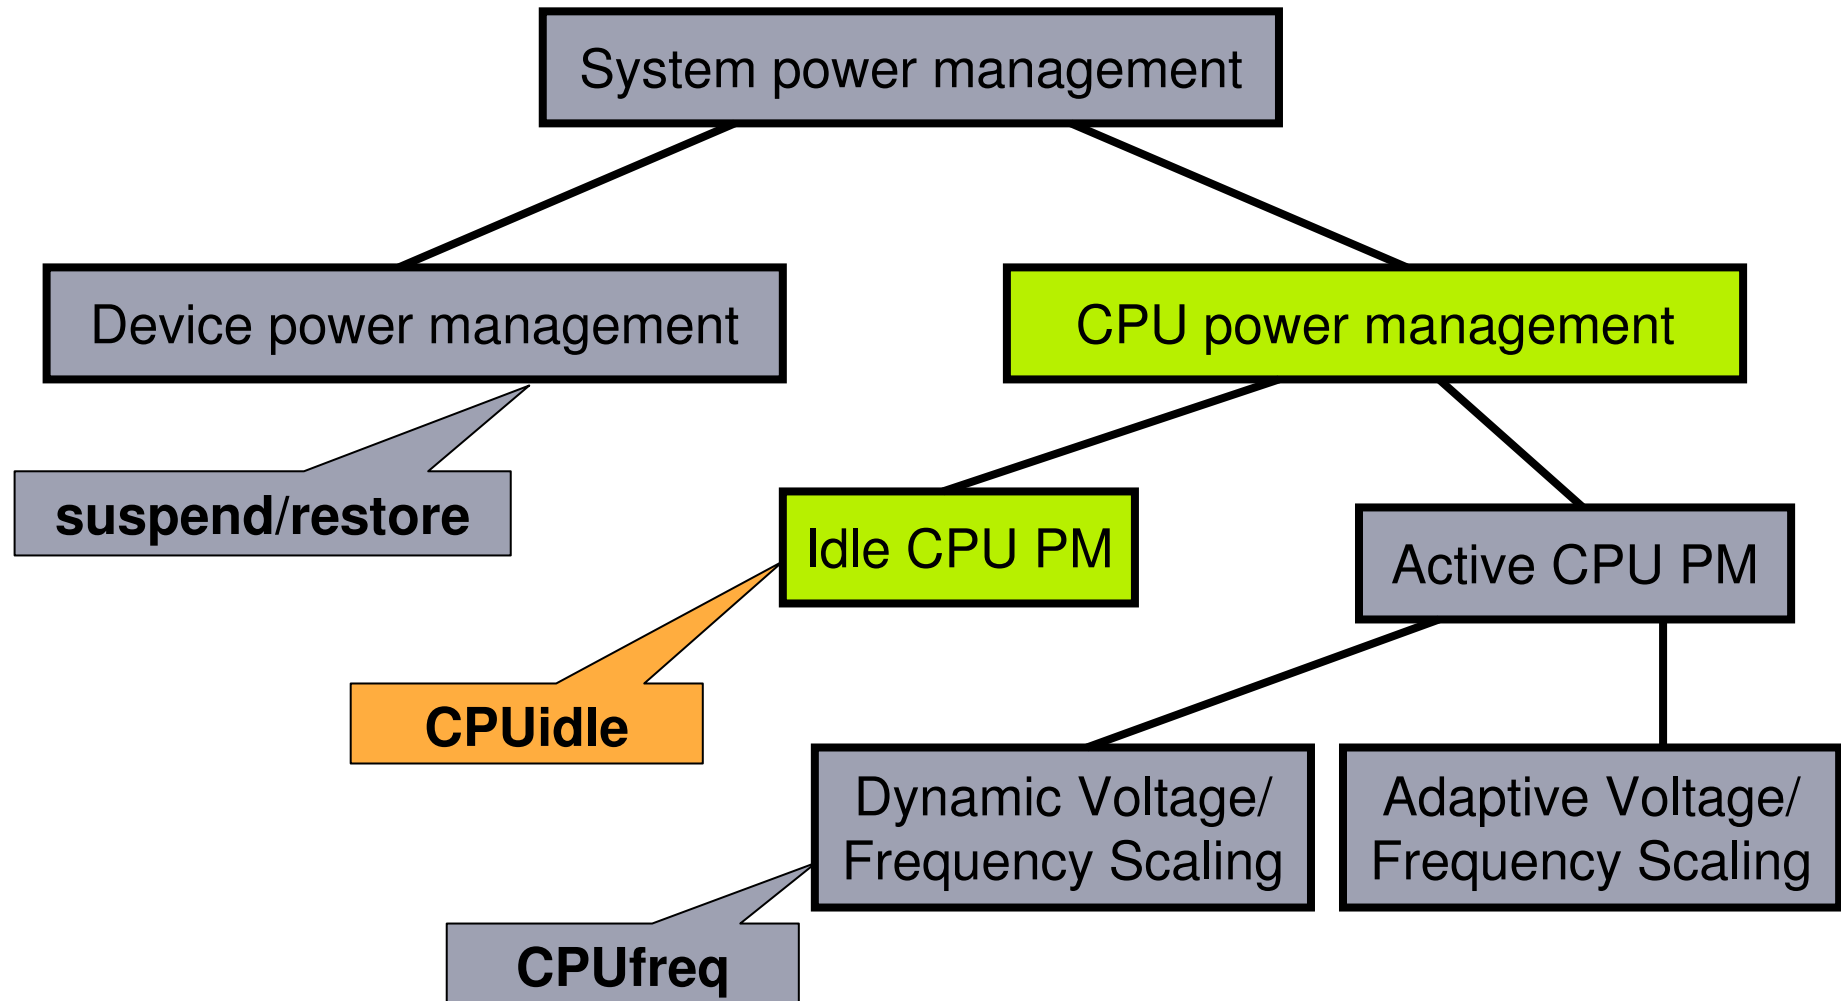 System power management
Device power management
CPU power management
suspend/restore
Idle CPU PM
Active CPU PM
CPUidle
Dynamic Voltage/
Frequency Scaling
Adaptive Voltage/
Frequency Scaling
CPUfreq